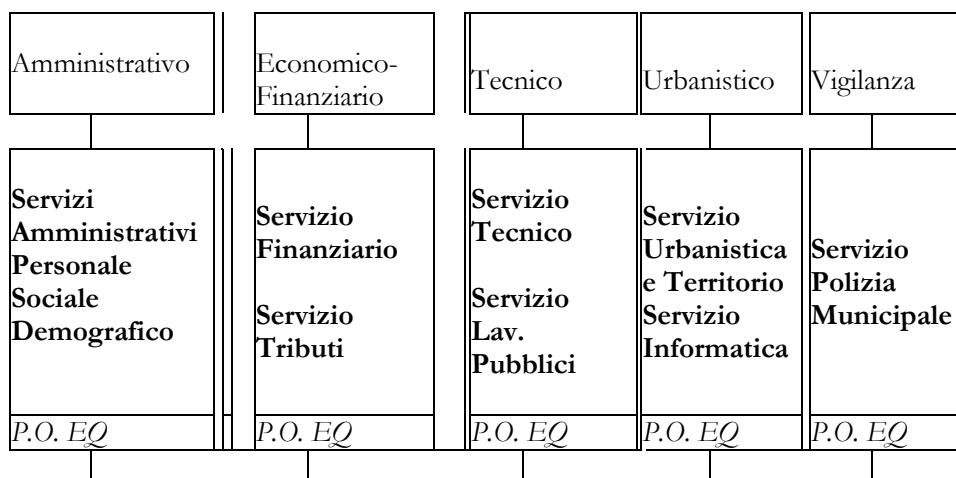 Amministrativo
Economico-
Finanziario
Tecnico
Urbanistico
Vigilanza
Servizi
Amministrativi
Personale
Sociale
Demografico
Servizio
Finanziario
Servizio
Tributi
Servizio
Tecnico
Servizio
Lav.
Pubblici
Servizio
Urbanistica
e Territorio
Servizio
Informatica
Servizio
Polizia
Municipale
P.O. EQ
P.O. EQ
P.O. EQ
P.O. EQ
P.O. EQ